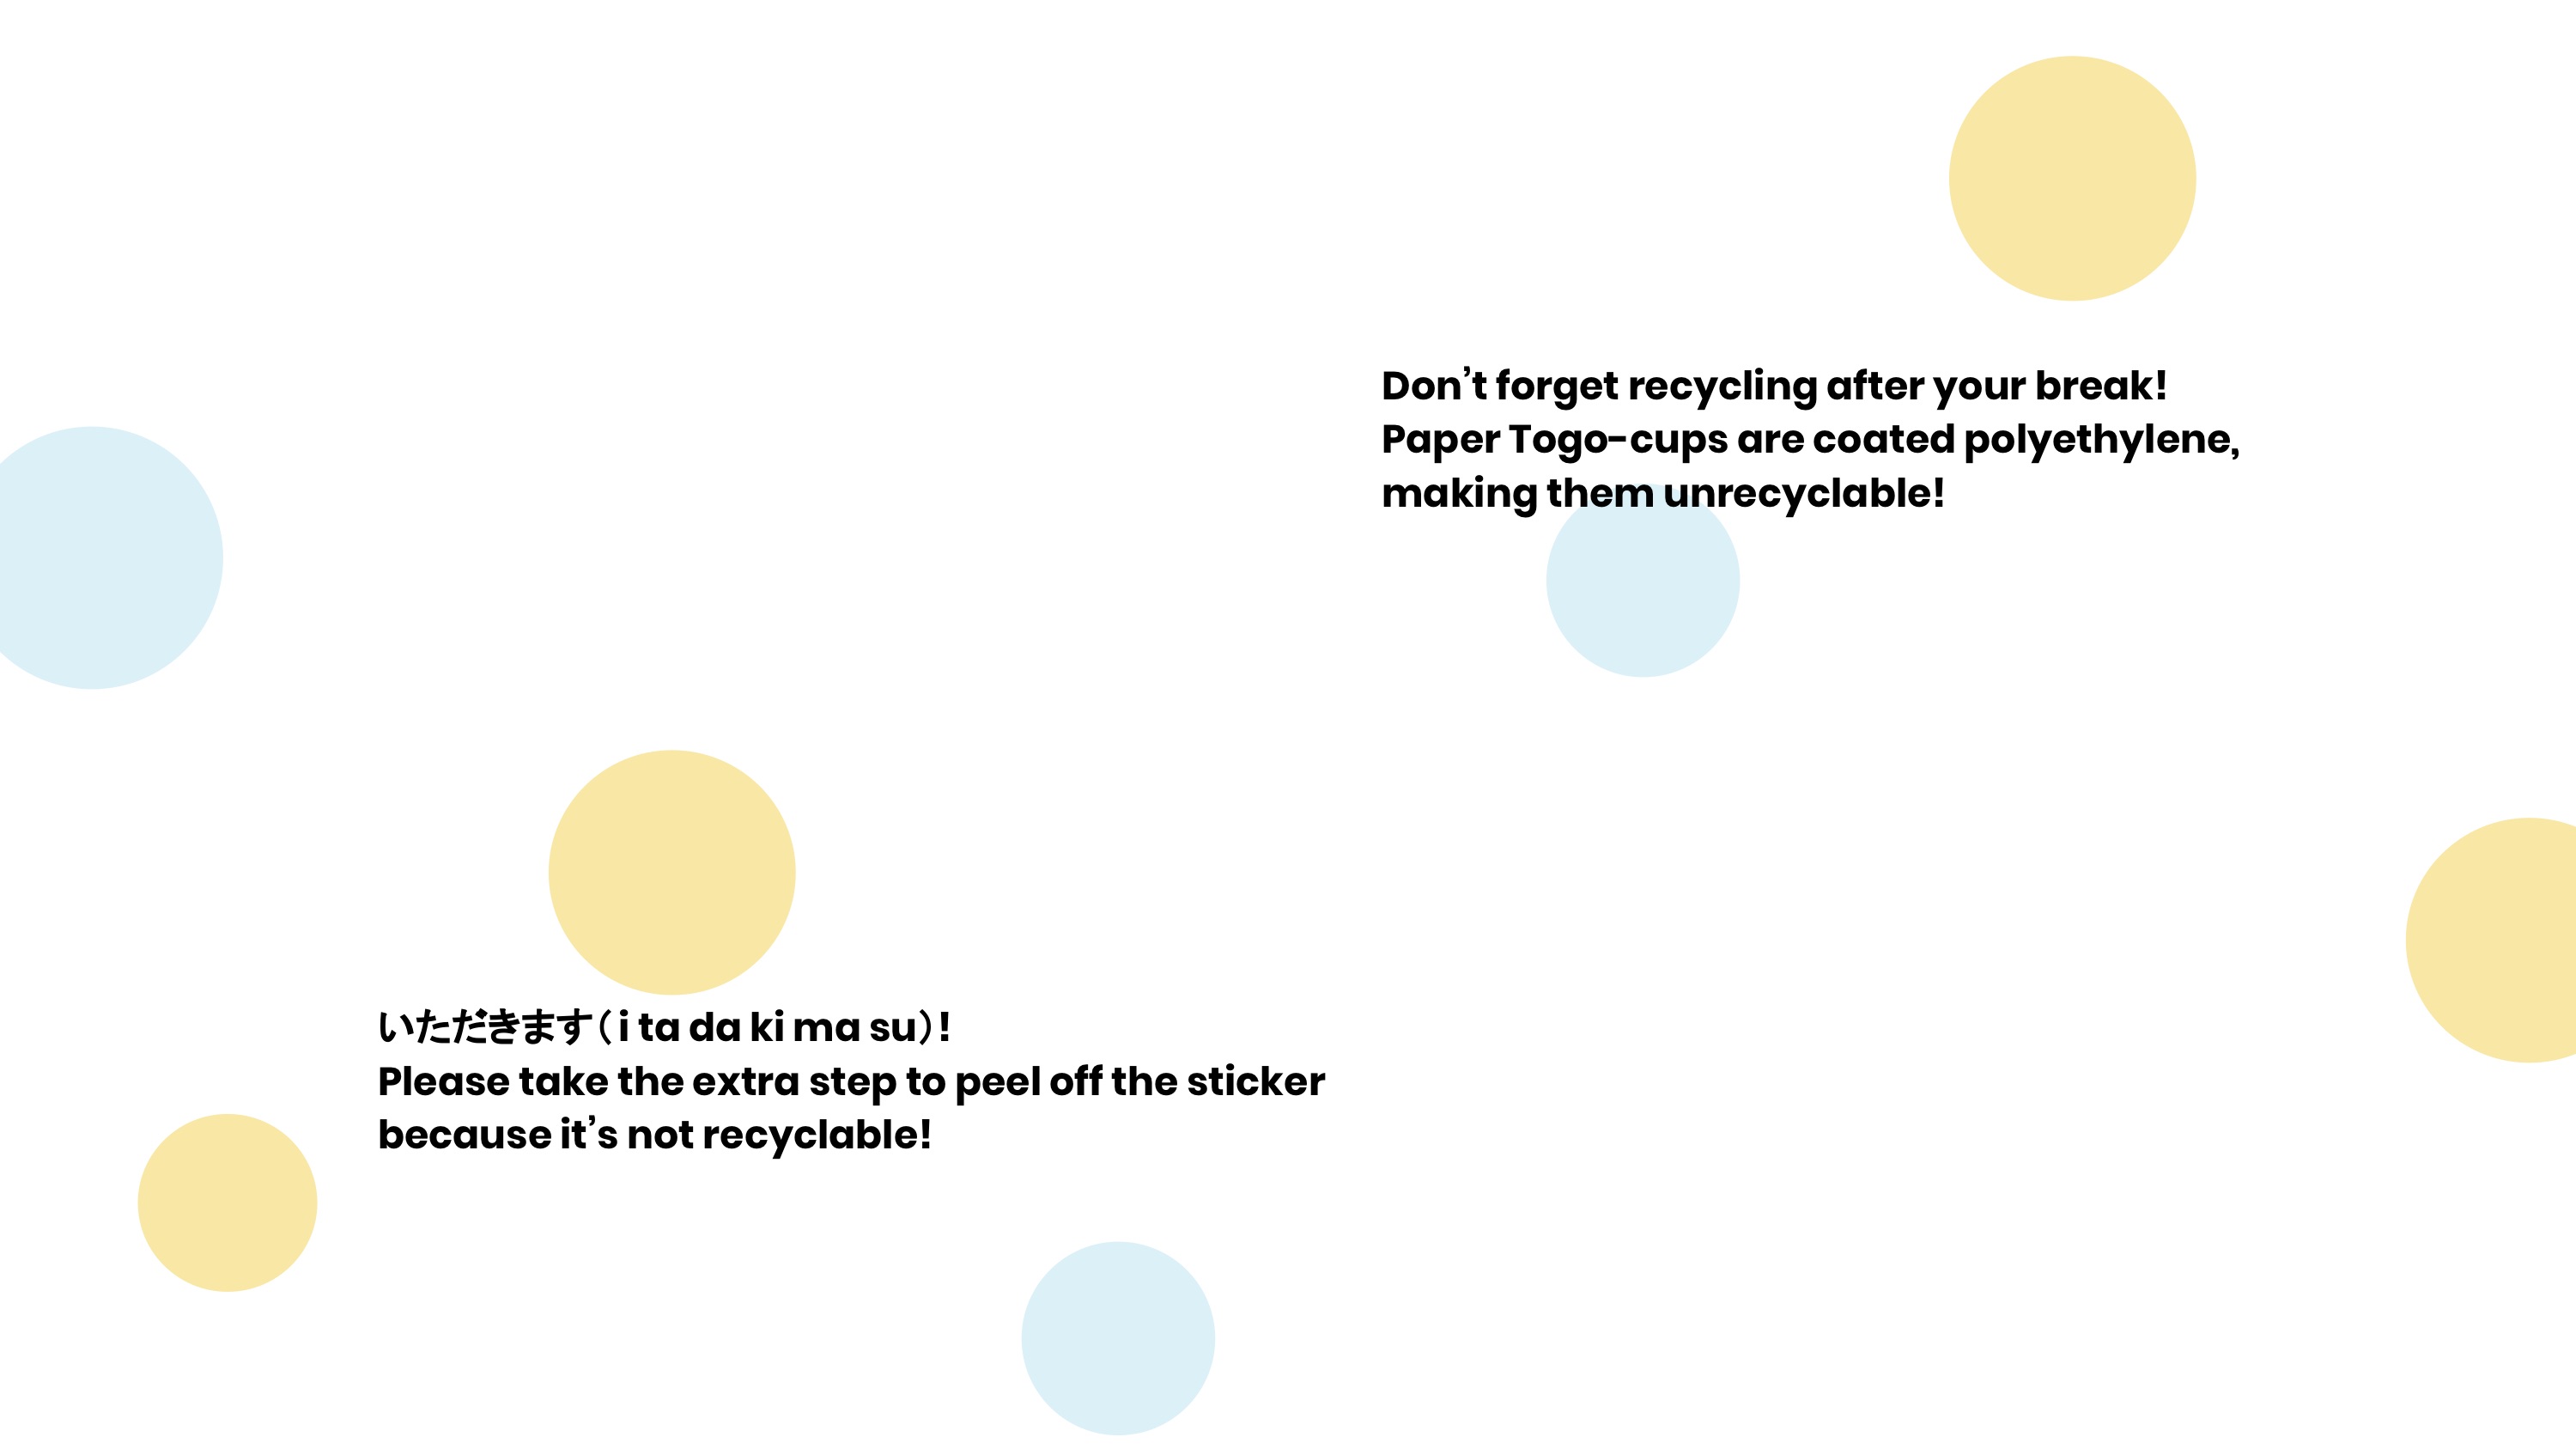 Don’t forget recycling after your break!
Paper Togo-cups are coated polyethylene,
making them unrecyclable!
いただきます(i ta da ki ma su)!
Please take the extra step to peel off the sticker
because it’s not recyclable!